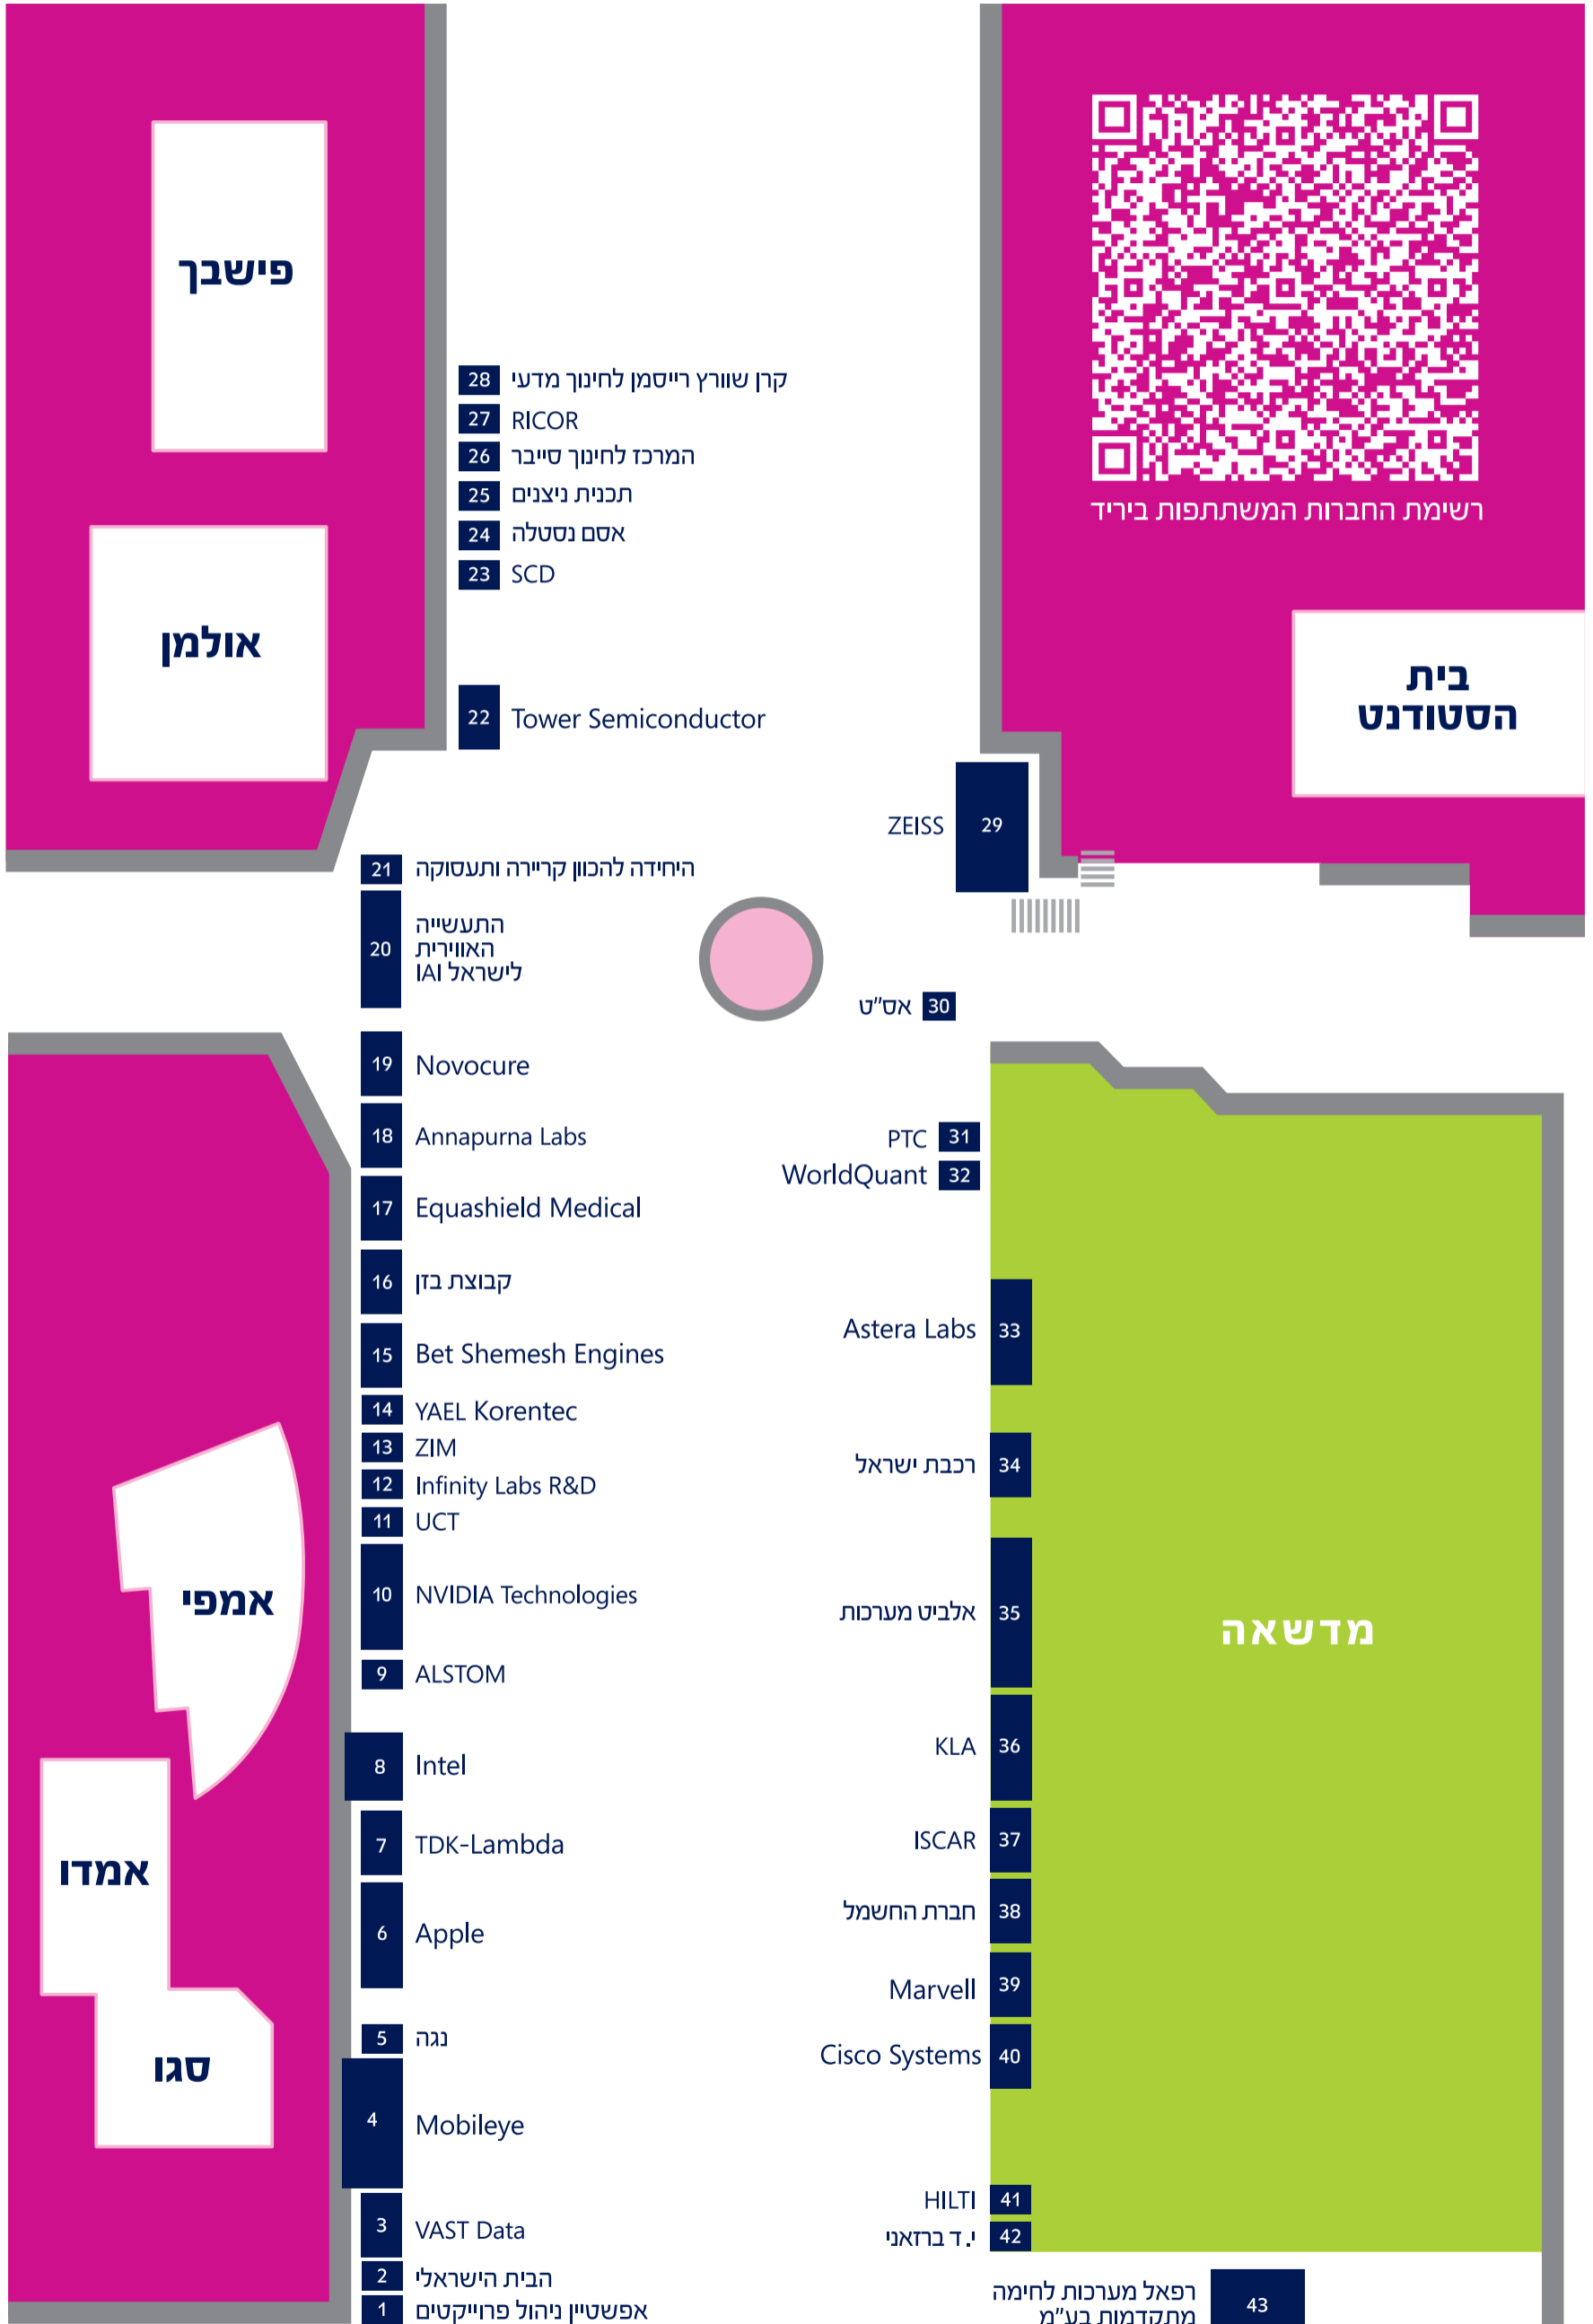 פישבך
אולמן
28 קרן שוורץ רייסמן לחינוך מדעי
27 RICOR
26 המרכז לחינוך סייבר
25 תכנית ניצנים
24 אסם נסטלה
23 SCD
22 Tower Semiconductor
רשימת החברות המשתתפות ביריד
בית
הסטודנט
ZEISS 29
21 היחידה להכוון קריירה ותעסוקה
20
התעשייה
האווירית
לישראל IAI
אס"ט 30
19 Novocure
18 Annapurna Labs
17 Equashield Medical
16 קבוצת בזן
15 Bet Shemesh Engines
14 YAEL Korentec
13 ZIM
12 Infinity Labs R&D
11 UCT
10 NVIDIA Technologies
9 ALSTOM
8 Intel
7 TDK-Lambda
6 Apple
5 נגה
4 Mobileye
3 VAST Data
2 הבית הישראלי
1 אפשטיין ניהול פרוייקטים
אמפי
אמדו
סגו
PTC 31
WorldQuant 32
Astera Labs 33
רכבת ישראל 34
אלביט מערכות 35
KLA 36
ISCAR 37
חברת החשמל 38
Marvell 39
Cisco Systems 40
HILTI 41
י. ד ברזאני 42
מדשאה
רפאל מערכות לחימה
מתקדמות בע"מ
43